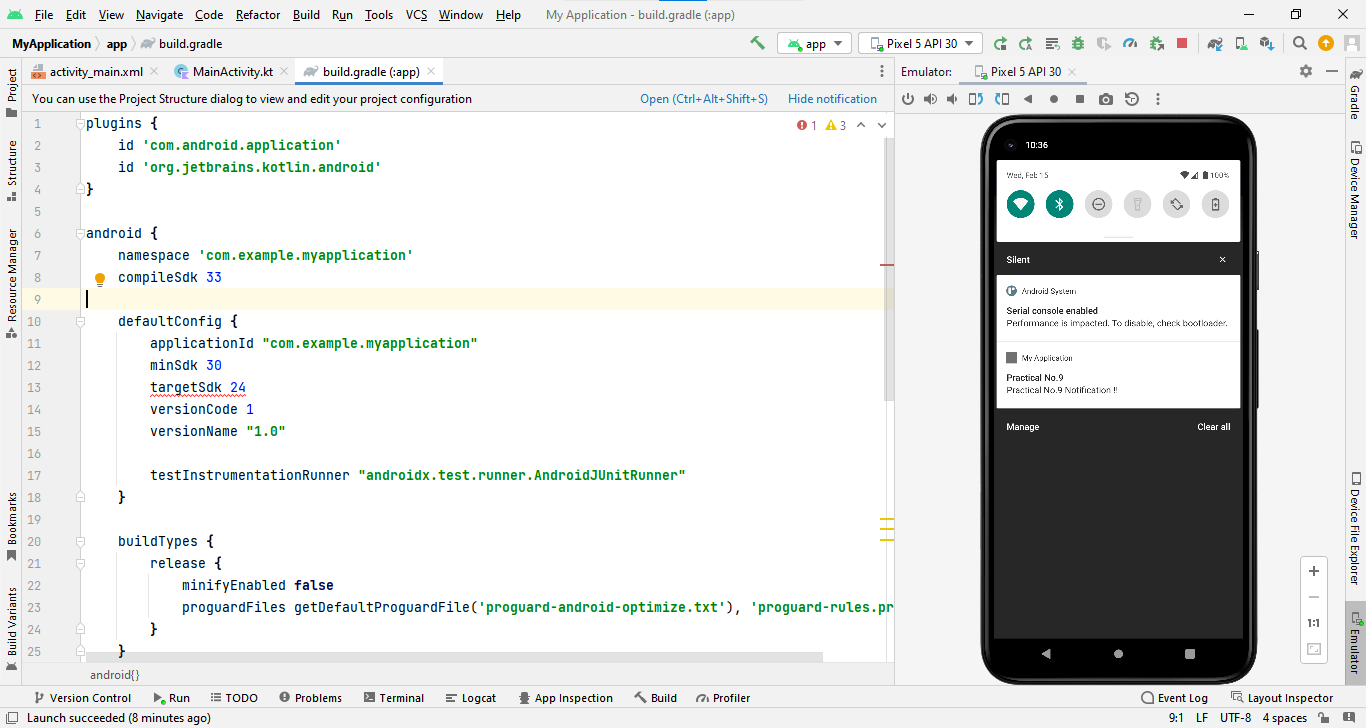 File Edit View Navigate Code Refactor Build Run Tools VCS Window Help My Application - build.gradle (:app)
MyApplication app build.gradle
app Pixel 5 API 30
activity_main.xml MainActivity.kt build.gradle (:app)
Emulator: Pixel 5 API 30
You can use the Project Structure dialog to view and edit your project configuration Open (Ctrl+Alt+Shift+S) Hide notification
1 3
1 plugins {
2 id 'com.android.application'
3 id 'org.jetbrains.kotlin.android'
4 }
5
6 android {
7 namespace 'com.example.myapplication'
8 compileSdk 33
9
10 defaultConfig {
11 applicationId "com.example.myapplication"
12 minSdk 30
13 targetSdk 24
14 versionCode 1
15 versionName "1.0"
16
17 testInstrumentationRunner "androidx.test.runner.AndroidJUnitRunner"
18 }
19
20 buildTypes {
21 release {
22 minifyEnabled false
23 proguardFiles getDefaultProguardFile('proguard-android-optimize.txt'), 'proguard-rules.pr
24 }
25 }
android{}
Project
Structure
Resource Manager
Bookmarks
Build Variants
10:36
Wed, Feb 15 100%
Silent
Android System
Serial console enabled
Performance is impacted. To disable, check bootloader.
My Application
Practical No.9
Practical No.9 Notification !!
Manage Clear all
1:1
Gradle
Device Manager
Device File Explorer
Emulator
Version Control Run TODO Problems Terminal Logcat App Inspection Build Profiler Event Log Layout Inspector
Launch succeeded (8 minutes ago) 9:1 LF UTF-8 4 spaces